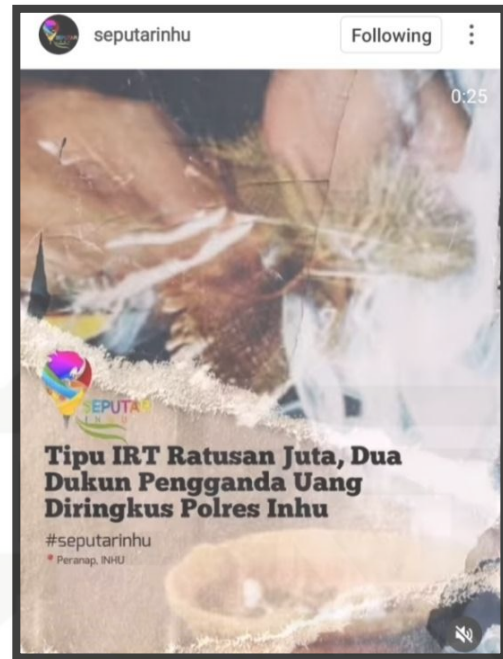 seputarinhu
Following
0:25
SEPUTAR
INHU
Tipu IRT Ratusan Juta, Dua
Dukun Pengganda Uang
Diringkus Polres Inhu
#seputarinhu
Peranap, INHU